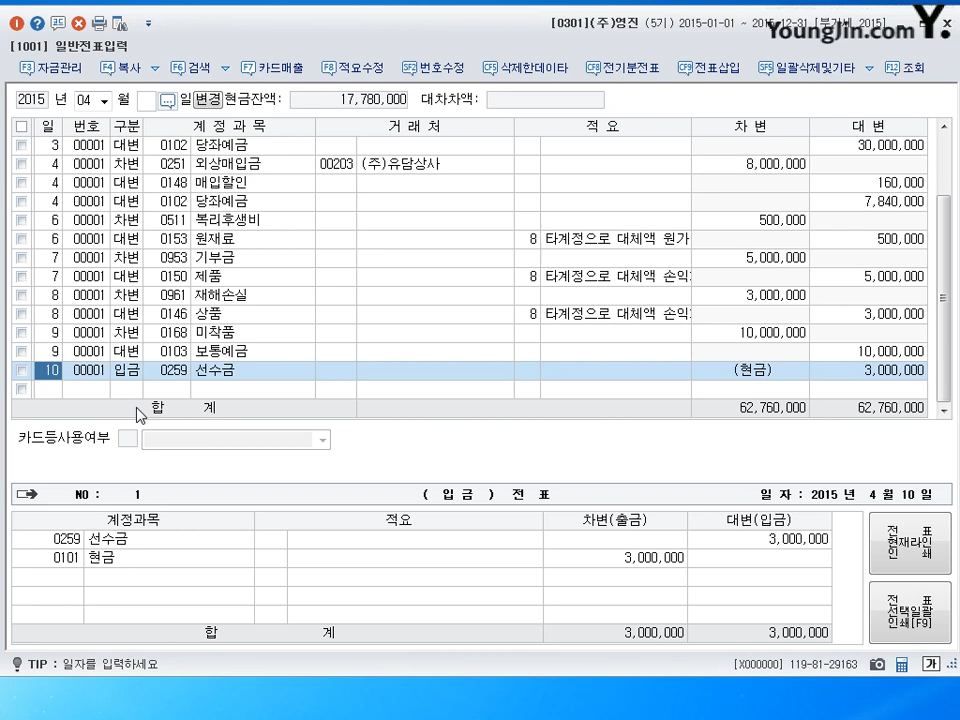 [0301](주)영진 (5기) 2015-01-01 ~ 2015-12-31 [부가세 2015]
YoungJin.com Y.
[1001] 일반전표입력
F3 자금관리 F4 복사 F6 검색 F7 카드매출 F8 적요수정 SF2 번호수정 CF5 삭제한데이타 CF8 전기분전표 CF9 전표삽입 SF5 일괄삭제및기타 F12 조회
2015 년 04 월 일 변경 현금잔액: 17,780,000 대차차액:
일 번호 구분 계 정 과 목 거 래 처 적 요 차 변 대 변
3 00001 대변 0102 당좌예금 30,000,000
4 00001 차변 0251 외상매입금 00203 (주)유담상사 8,000,000
4 00001 대변 0148 매입할인 160,000
4 00001 대변 0102 당좌예금 7,840,000
6 00001 차변 0511 복리후생비 500,000
6 00001 대변 0153 원재료 8 타계정으로 대체액 원가 500,000
7 00001 차변 0953 기부금 5,000,000
7 00001 대변 0150 제품 8 타계정으로 대체액 손익 5,000,000
8 00001 차변 0961 재해손실 3,000,000
8 00001 대변 0146 상품 8 타계정으로 대체액 손익 3,000,000
9 00001 차변 0168 미착품 10,000,000
9 00001 대변 0103 보통예금 10,000,000
10 00001 입금 0259 선수금 (현금) 3,000,000
합 계 62,760,000 62,760,000
카드등사용여부
NO : 1 ( 입 금 ) 전 표 일 자 : 2015 년 4 월 10 일
계정과목 적요 차변(출금) 대변(입금)
0259 선수금 3,000,000
0101 현금 3,000,000
합 계 3,000,000 3,000,000
전 표
현재라인
인 쇄
전 표
선택일괄
인쇄[F9]
TIP : 일자를 입력하세요 [X000000] 119-81-29163 가